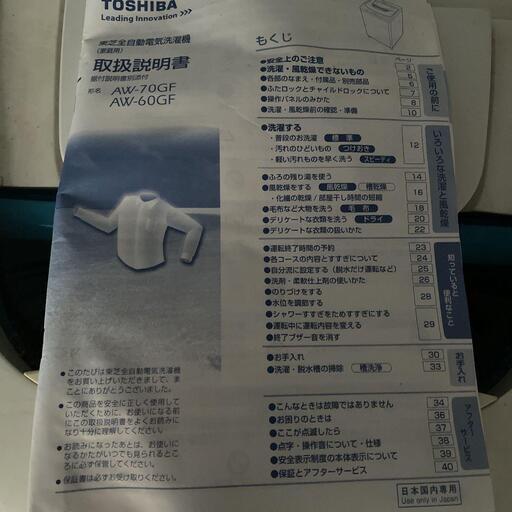 TOSHIBA
Leading Innovation >>>
東芝全自動電気洗濯機
(家庭用)
取扱説明書
据付説明書別添付
形名 AW-70GF
AW-60GF
●このたびは東芝全自動電気洗濯機
をお買い上げいただきまして、ま
ことにありがとうございました。
●この商品を安全に正しく使用して
いただくために、お使いになる前
にこの取扱説明書をよくお読みに
なり十分に理解してください。
●お読みになったあとは、お使いに
なるかたがいつでも見られるとこ
ろに必ず保管してください。
●保証書は必ずお受け取りください。
もくじ
ページ
●安全上のご注意 2
●洗濯・風乾燥できないもの 5
●各部のなまえ・付属品・別売部品 6
●ふたロックとチャイルドロックについて 7
●操作パネルのみかた 8
●洗濯・風乾燥前の確認・準備 10
ご使用の前に
●洗濯する
・普段のお洗濯 標準
・汚れのひどいもの つけおき
・軽い汚れものを早く洗う スピーディ
12
●ふろの残り湯を使う 14
●風乾燥をする 風乾燥 槽乾燥
・化繊の乾燥/部屋干し時間の短縮
16
●毛布など大物を洗う 毛布 18
●デリケートな衣類を洗う ドライ 20
●デリケートな衣類の扱いかた 22
いろいろな洗濯と風乾燥
●運転終了時間の予約 23
●各コースの内容とすすぎについて 24
●自分流に設定する(脱水だけ運転など) 25
●洗剤・柔軟仕上剤の使いかた 26
●のりづけをする
●水位を調節する
28
●シャワーすすぎをためすすぎにする
●運転中に運転内容を変える
●終了ブザー音を消す
29
知っていると
便利なこと
●お手入れ 30
●洗濯・脱水槽の掃除 槽洗浄 33
お手入れ
●こんなときは故障ではありません 34
●お困りのときは 36
●ここが点滅したら 37
●点字・操作音について・仕様 38
●安全表示制度の本体表示について 39
●保証とアフターサービス 40
アフター
サービス
日本国内専用
Use only in Japan